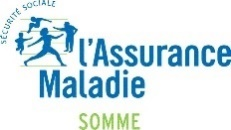 SÉCURITÉ SOCIALE
l'Assurance
Maladie
SOMME